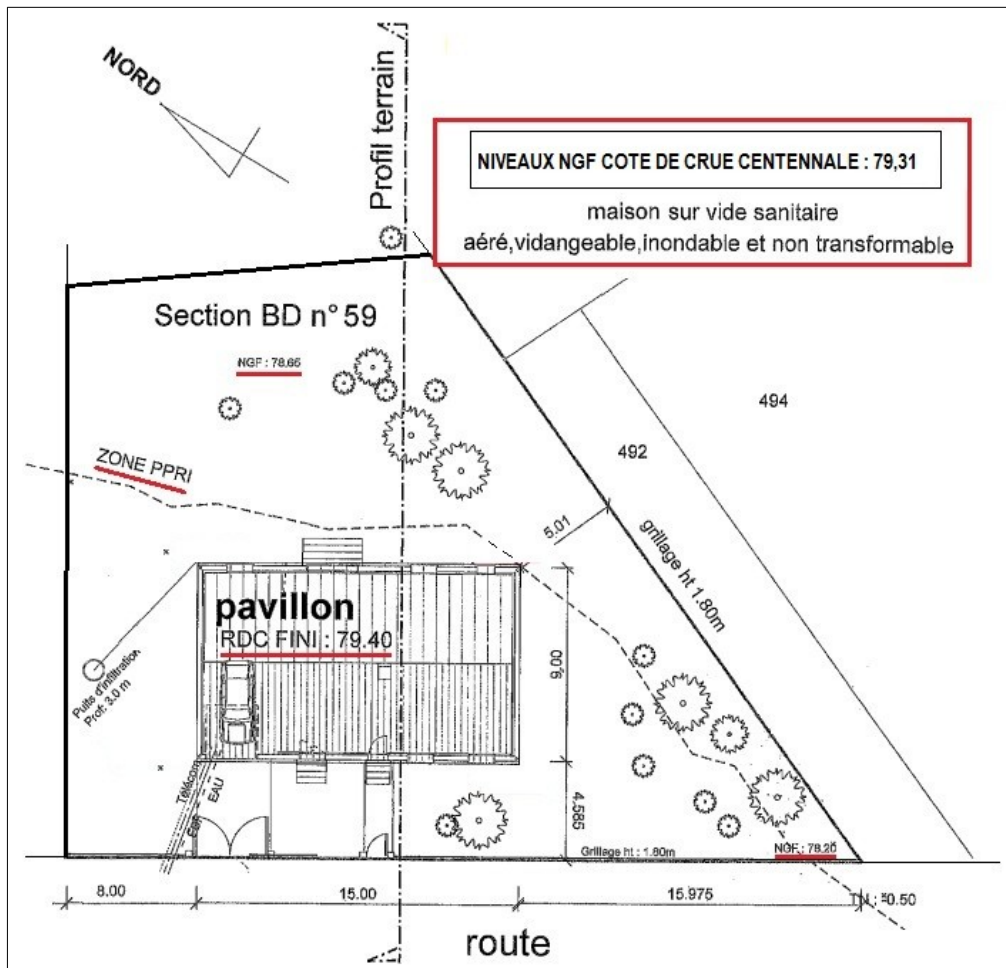 NORD
Profil terrain
NIVEAUX NGF COTE DE CRUE CENTENNALE : 79,31
maison sur vide sanitaire
aéré,vidangeable,inondable et non transformable
Section BD n° 59
NGF : 78.65
494
492
ZONE PPRI
5.01
grillage ht 1.80m
pavillon
RDC FINI : 79.40
9.00
Puits d'infiltration
Prof: 3.0 m
Télécom
EAU
4.585
Grillage ht : 1.80m
NGF : 78.20
8.00
15.00
15.975
-0.50
route